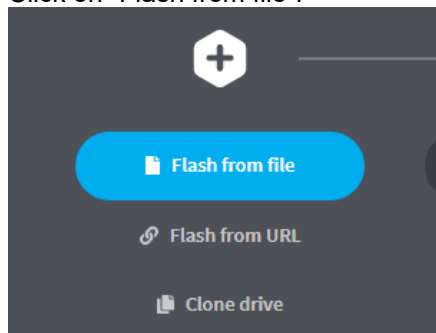 Click on "Flash from file".
Flash from file
Flash from URL
Clone drive